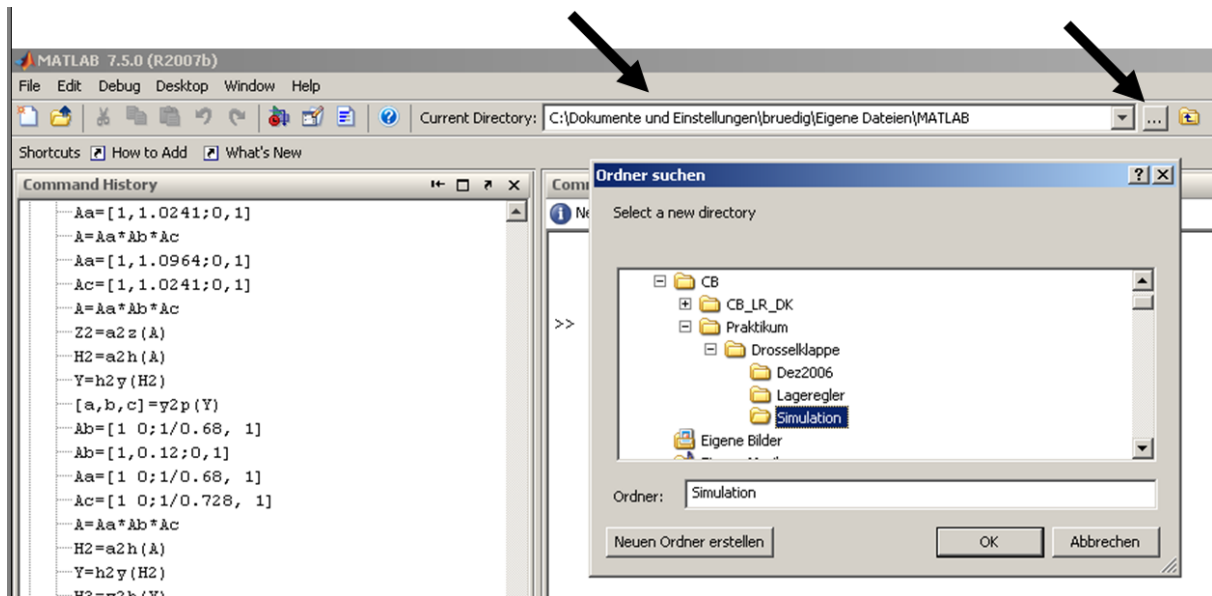 MATLAB 7.5.0 (R2007b)
File Edit Debug Desktop Window Help
Current Directory: C:\Dokumente und Einstellungen\bruedig\Eigene Dateien\MATLAB ...
Shortcuts How to Add What's New
Command History
Aa=[1,1.0241;0,1]
A=Aa*Ab*Ac
Aa=[1,1.0964;0,1]
Ac=[1,1.0241;0,1]
A=Aa*Ab*Ac
Z2=a2z(A)
H2=a2h(A)
Y=h2y(H2)
[a,b,c]=y2p(Y)
Ab=[1 0;1/0.68, 1]
Ab=[1,0.12;0,1]
Aa=[1 0;1/0.68, 1]
Ac=[1 0;1/0.728, 1]
A=Aa*Ab*Ac
H2=a2h(A)
Y=h2y(H2)
Com
Ne
>>
Ordner suchen
Select a new directory
CB
CB_LR_DK
Praktikum
Drosselklappe
Dez2006
Lageregler
Simulation
Eigene Bilder
Ordner: Simulation
Neuen Ordner erstellen OK Abbrechen